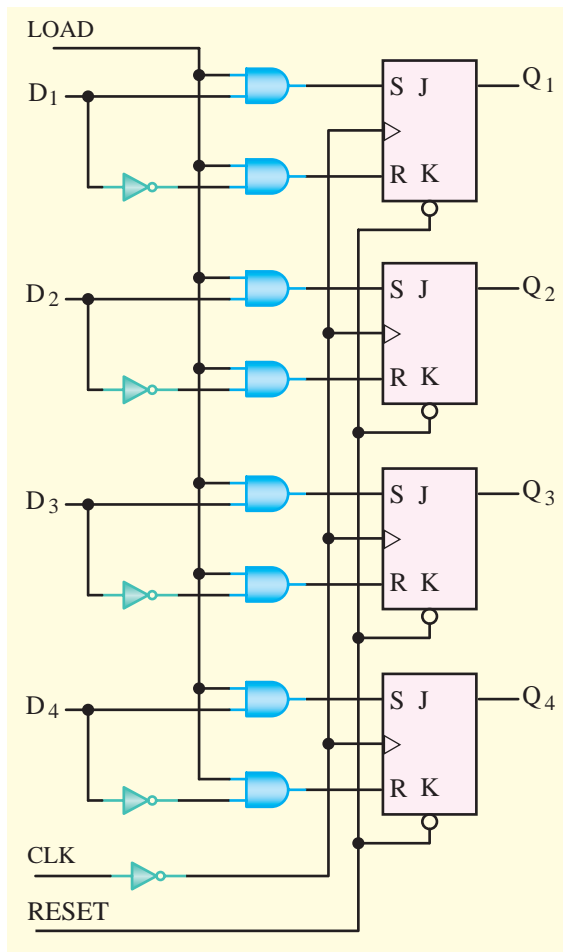 LOAD
D1 S J Q1
R K
D2 S J Q2
R K
D3 S J Q3
R K
D4 S J Q4
R K
CLK
RESET